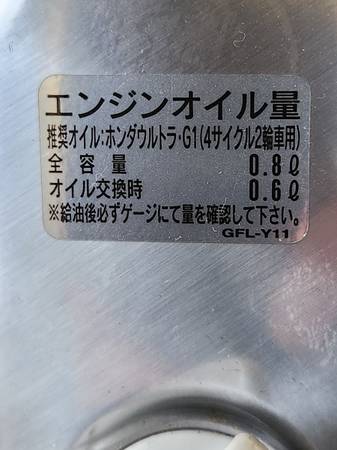 エンジンオイル量
推奨オイル:ホンダウルトラ・G1(4サイクル2輪車用)
全容量 0.8ℓ
オイル交換時 0.6ℓ
※給油後必ずゲージにて量を確認して下さい。
GFL-Y11